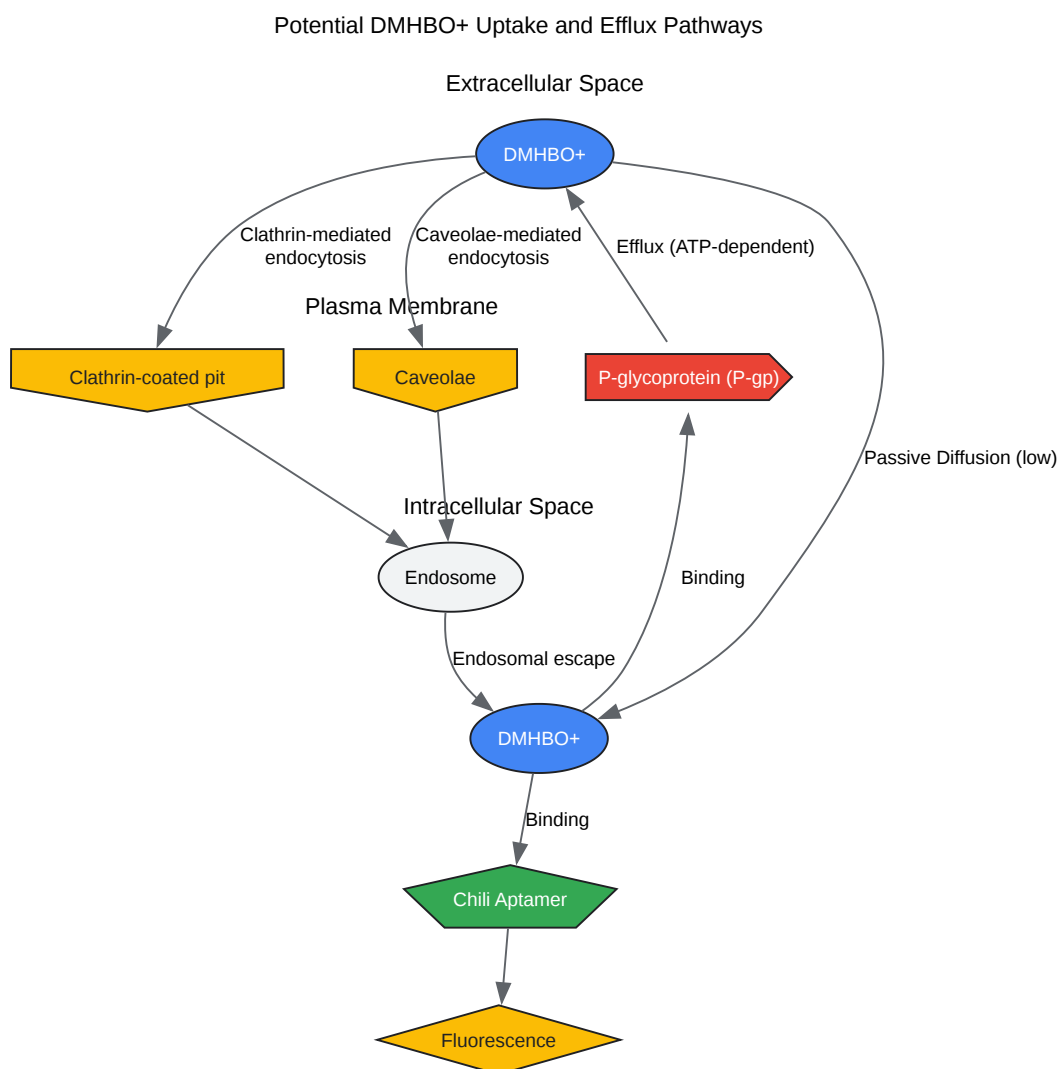 Potential DMHBO+ Uptake and Efflux Pathways
Extracellular Space
DMHBO+
Clathrin-mediated
endocytosis
Caveolae-mediated
endocytosis
Efflux (ATP-dependent)
Plasma Membrane
Clathrin-coated pit
Caveolae
P-glycoprotein (P-gp)
Passive Diffusion (low)
Intracellular Space
Endosome
Binding
Endosomal escape
DMHBO+
Binding
Chili Aptamer
Fluorescence